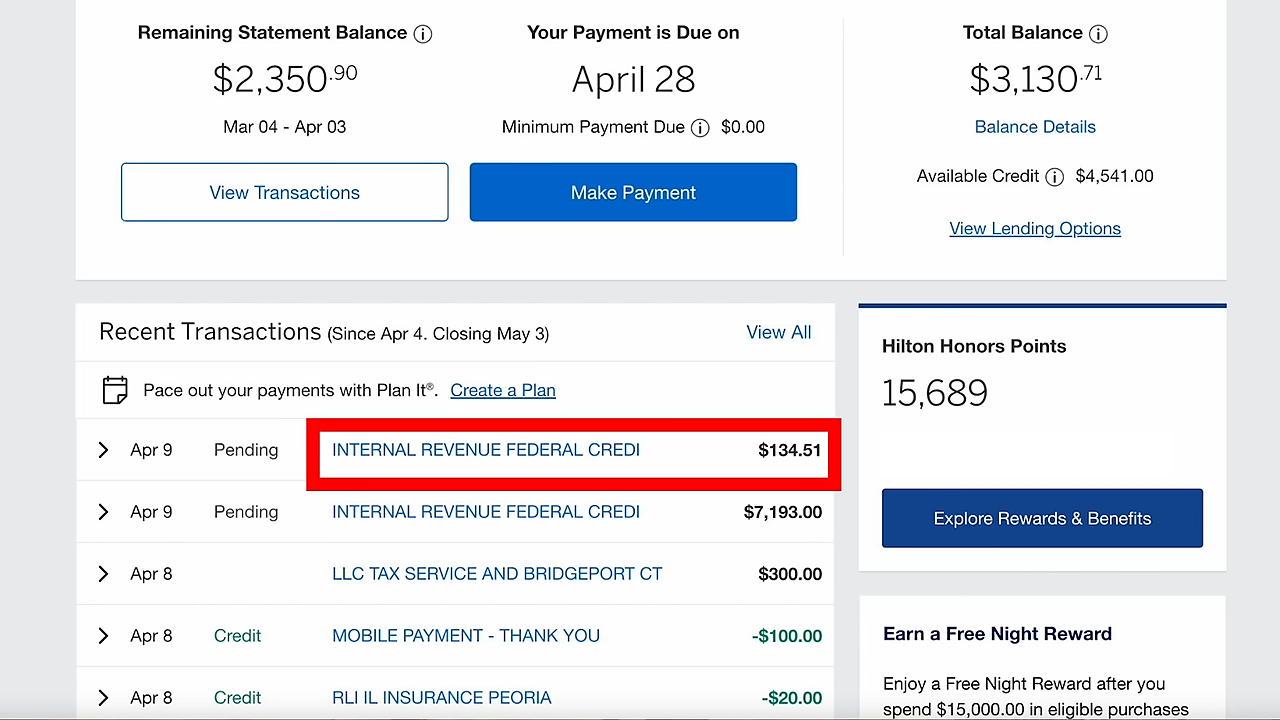 Remaining Statement Balance
$2,350.90
Mar 04 - Apr 03
View Transactions
Your Payment is Due on
April 28
Minimum Payment Due $0.00
Make Payment
Total Balance
$3,130.71
Balance Details
Available Credit $4,541.00
View Lending Options
Recent Transactions (Since Apr 4. Closing May 3) View All
Pace out your payments with Plan It®. Create a Plan
Apr 9 Pending INTERNAL REVENUE FEDERAL CREDI $134.51
Apr 9 Pending INTERNAL REVENUE FEDERAL CREDI $7,193.00
Apr 8 LLC TAX SERVICE AND BRIDGEPORT CT $300.00
Apr 8 Credit MOBILE PAYMENT - THANK YOU -$100.00
Apr 8 Credit RLI IL INSURANCE PEORIA -$20.00
Hilton Honors Points
15,689
Explore Rewards & Benefits
Earn a Free Night Reward
Enjoy a Free Night Reward after you
spend $15,000.00 in eligible purchases